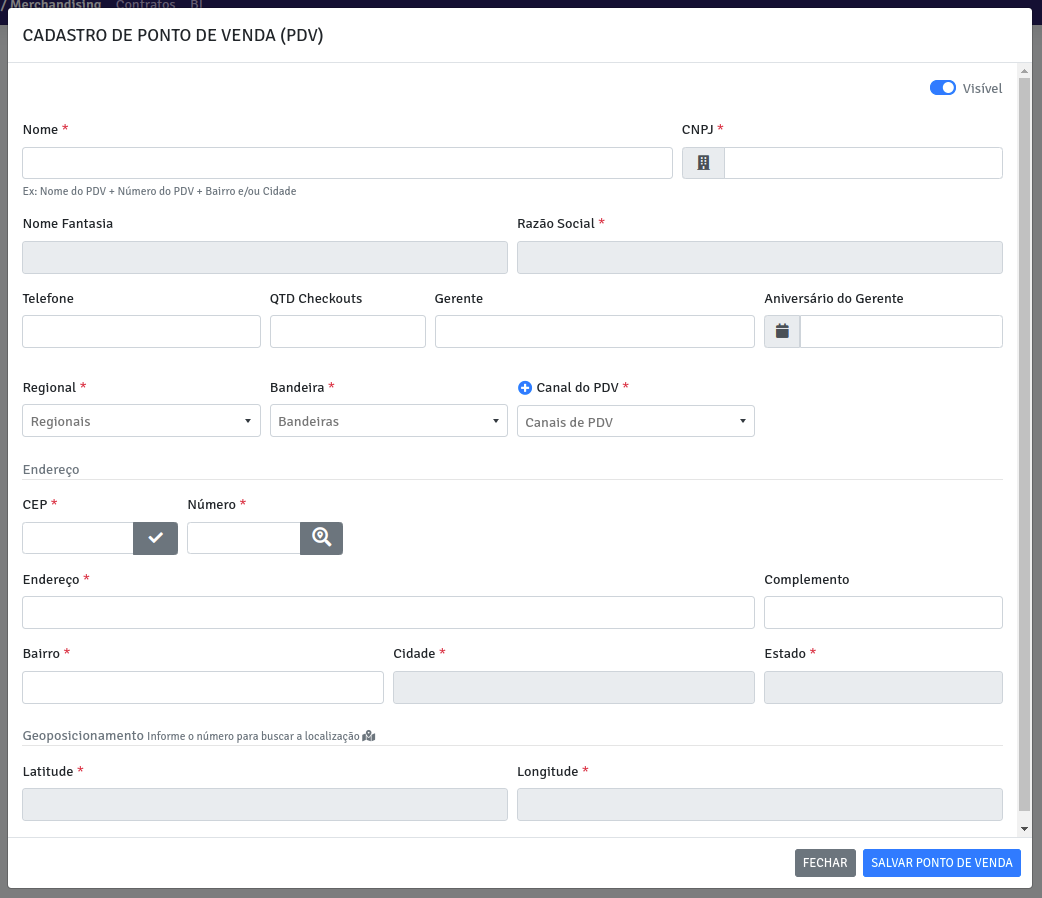 / Merchandising Contratos BI
CADASTRO DE PONTO DE VENDA (PDV)
Visível
Nome * CNPJ *
Ex: Nome do PDV + Número do PDV + Bairro e/ou Cidade
Nome Fantasia Razão Social *
Telefone QTD Checkouts Gerente Aniversário do Gerente
Regional * Bandeira * Canal do PDV *
Regionais Bandeiras Canais de PDV
Endereço
CEP * Número *
Endereço * Complemento
Bairro * Cidade * Estado *
Geoposicionamento Informe o número para buscar a localização
Latitude * Longitude *
FECHAR SALVAR PONTO DE VENDA